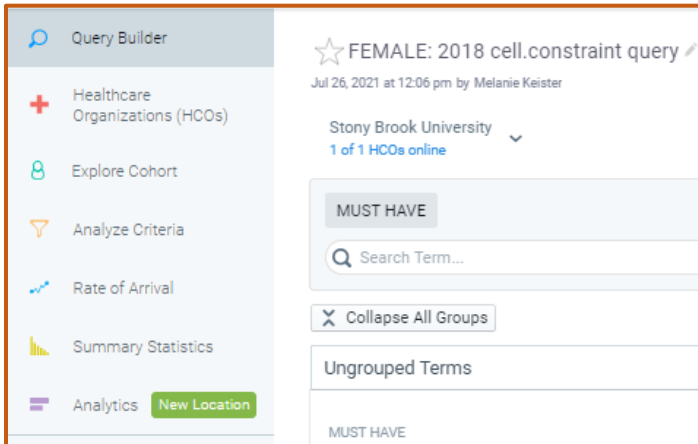 Query Builder
Healthcare
Organizations (HCOs)
Explore Cohort
Analyze Criteria
Rate of Arrival
Summary Statistics
Analytics New Location
FEMALE: 2018 cell.constraint query
Jul 26, 2021 at 12:06 pm by Melanie Keister
Stony Brook University
1 of 1 HCOs online
MUST HAVE
Search Term...
Collapse All Groups
Ungrouped Terms
MUST HAVE